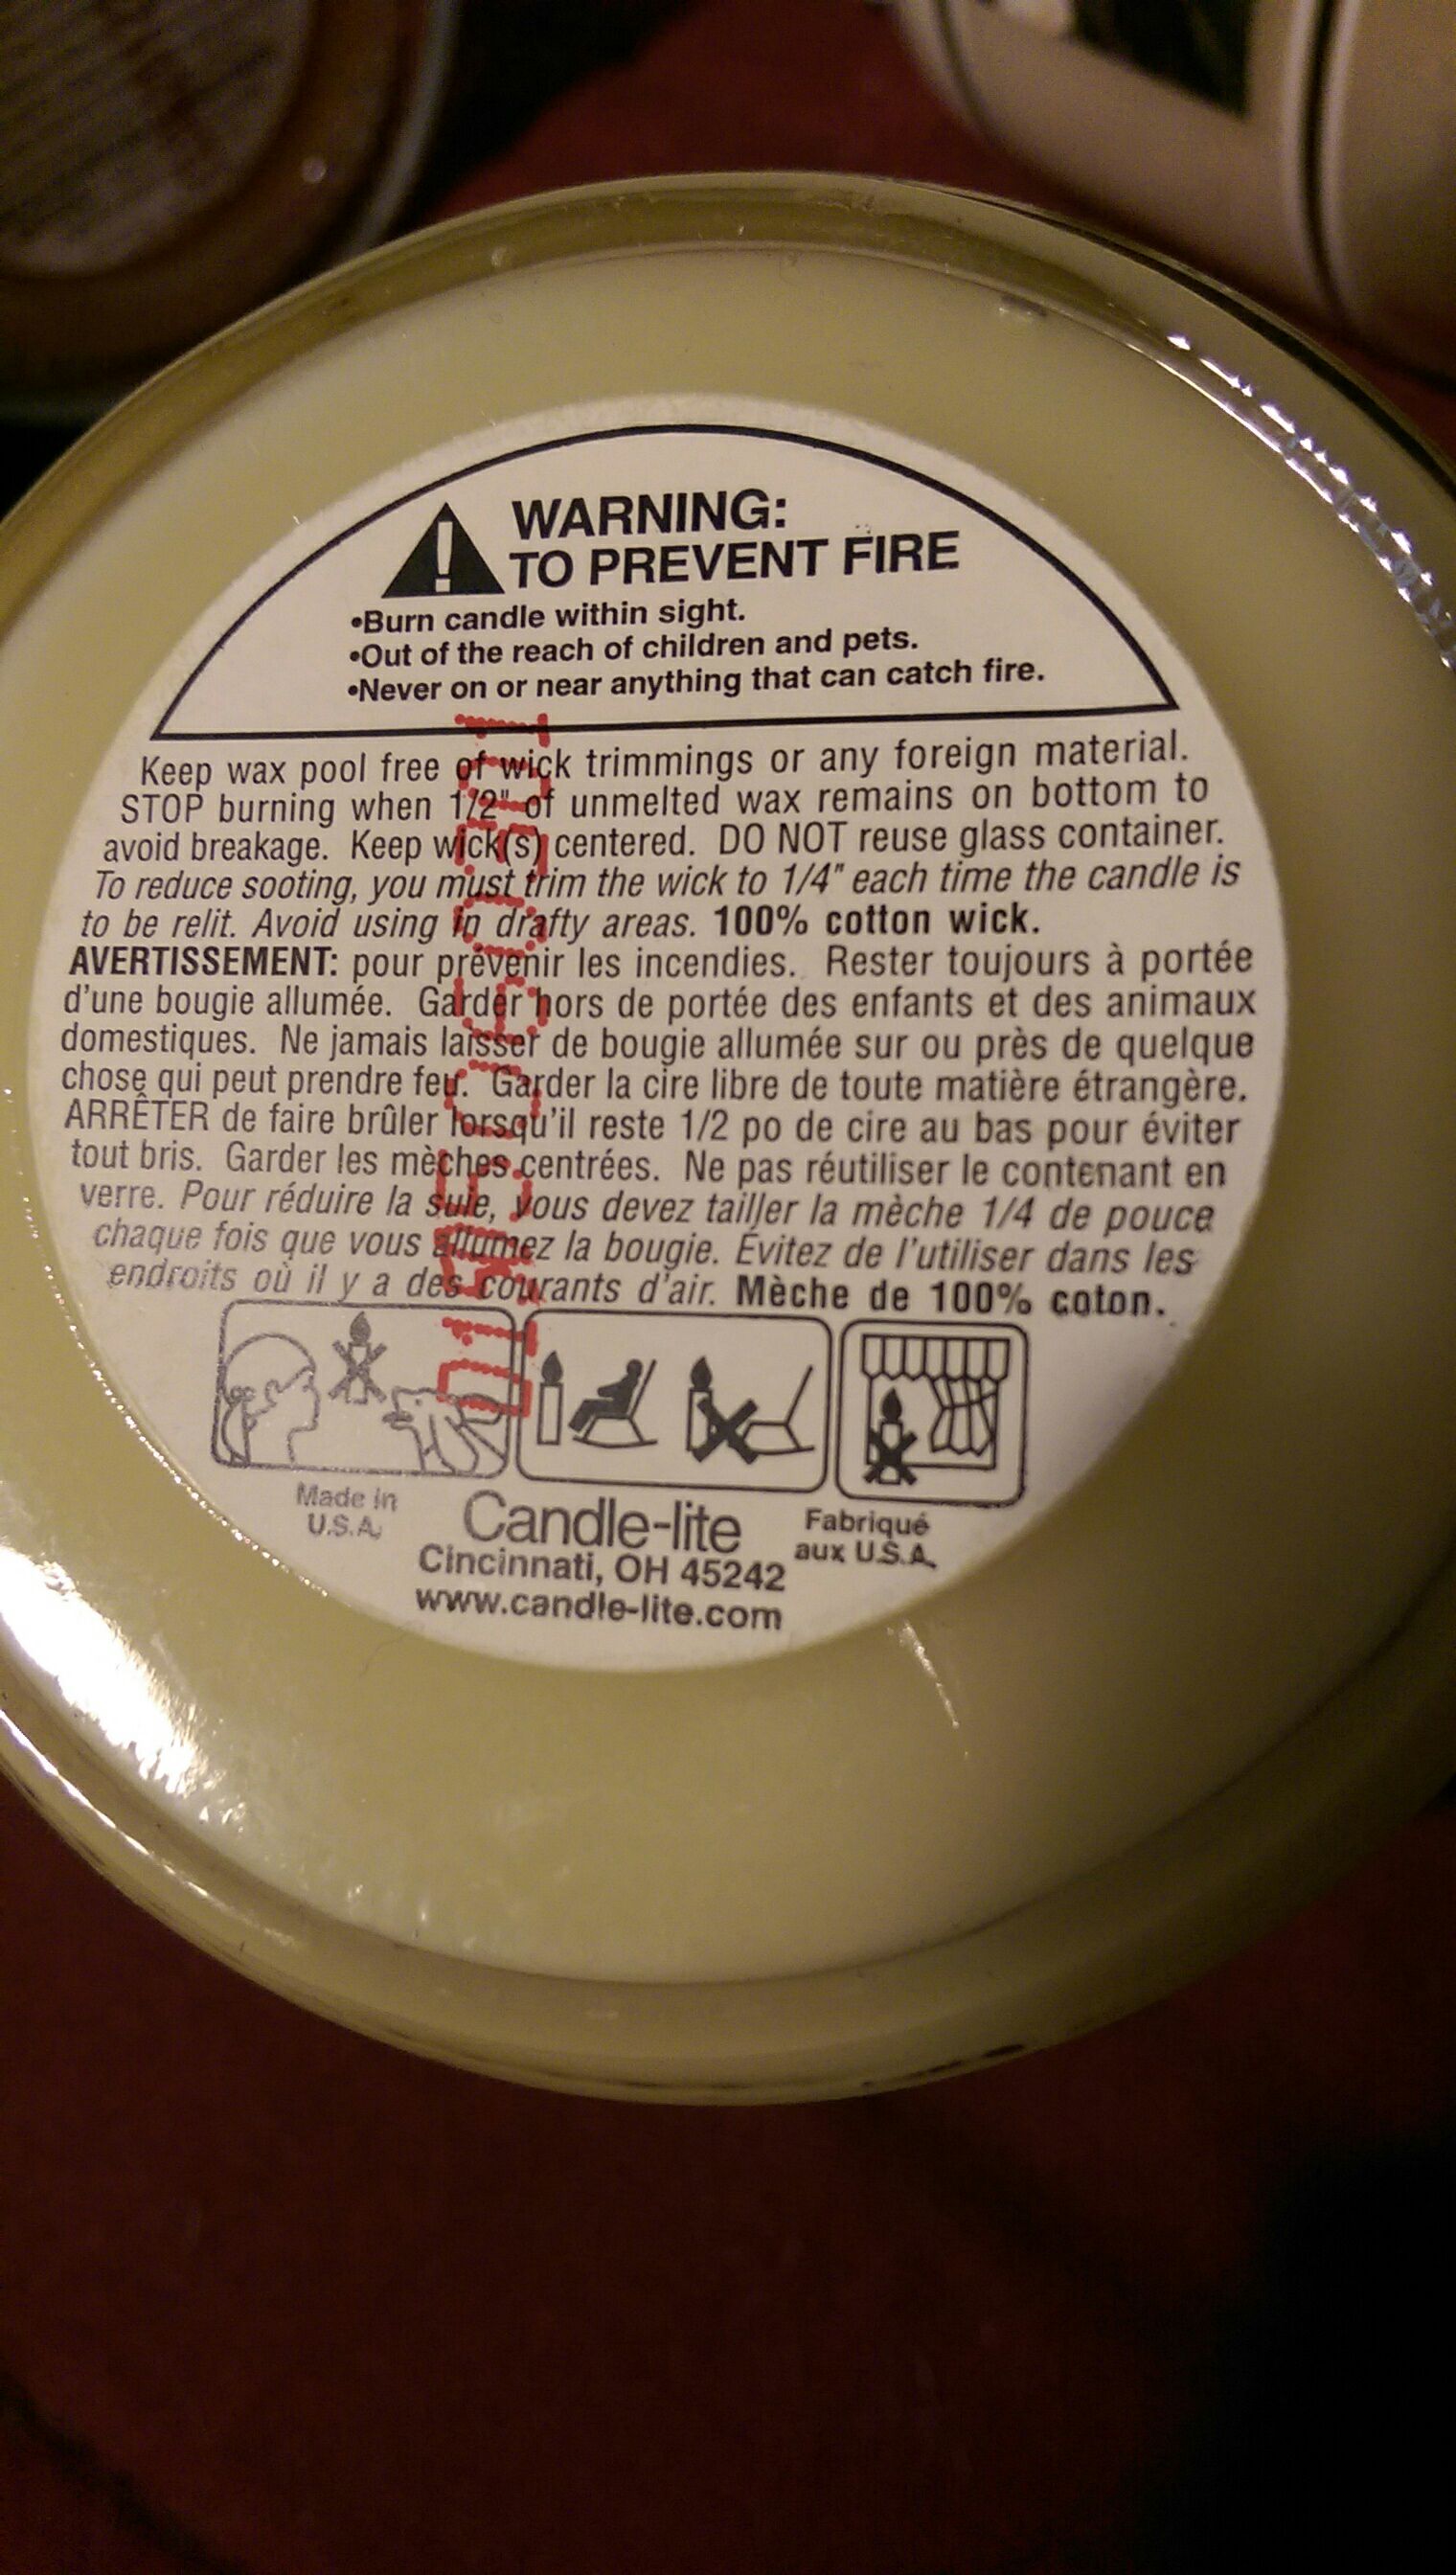 WARNING:
TO PREVENT FIRE
•Burn candle within sight.
•Out of the reach of children and pets.
•Never on or near anything that can catch fire.
Keep wax pool free of wick trimmings or any foreign material.
STOP burning when 1/2" of unmelted wax remains on bottom to
avoid breakage. Keep wick(s) centered. DO NOT reuse glass container.
To reduce sooting, you must trim the wick to 1/4" each time the candle is
to be relit. Avoid using in drafty areas. 100% cotton wick.
AVERTISSEMENT: pour prévenir les incendies. Rester toujours à portée
d'une bougie allumée. Garder hors de portée des enfants et des animaux
domestiques. Ne jamais laisser de bougie allumée sur ou près de quelque
chose qui peut prendre feu. Garder la cire libre de toute matière étrangère.
ARRÊTER de faire brûler lorsqu'il reste 1/2 po de cire au bas pour éviter
tout bris. Garder les mèches centrées. Ne pas réutiliser le contenant en
verre. Pour réduire la suie, vous devez tailler la mèche 1/4 de pouce
chaque fois que vous allumez la bougie. Évitez de l'utiliser dans les
endroits où il y a des courants d'air. Mèche de 100% coton.
Made in
U.S.A.
Candle-lite
Cincinnati, OH 45242
www.candle-lite.com
Fabriqué
aux U.S.A.